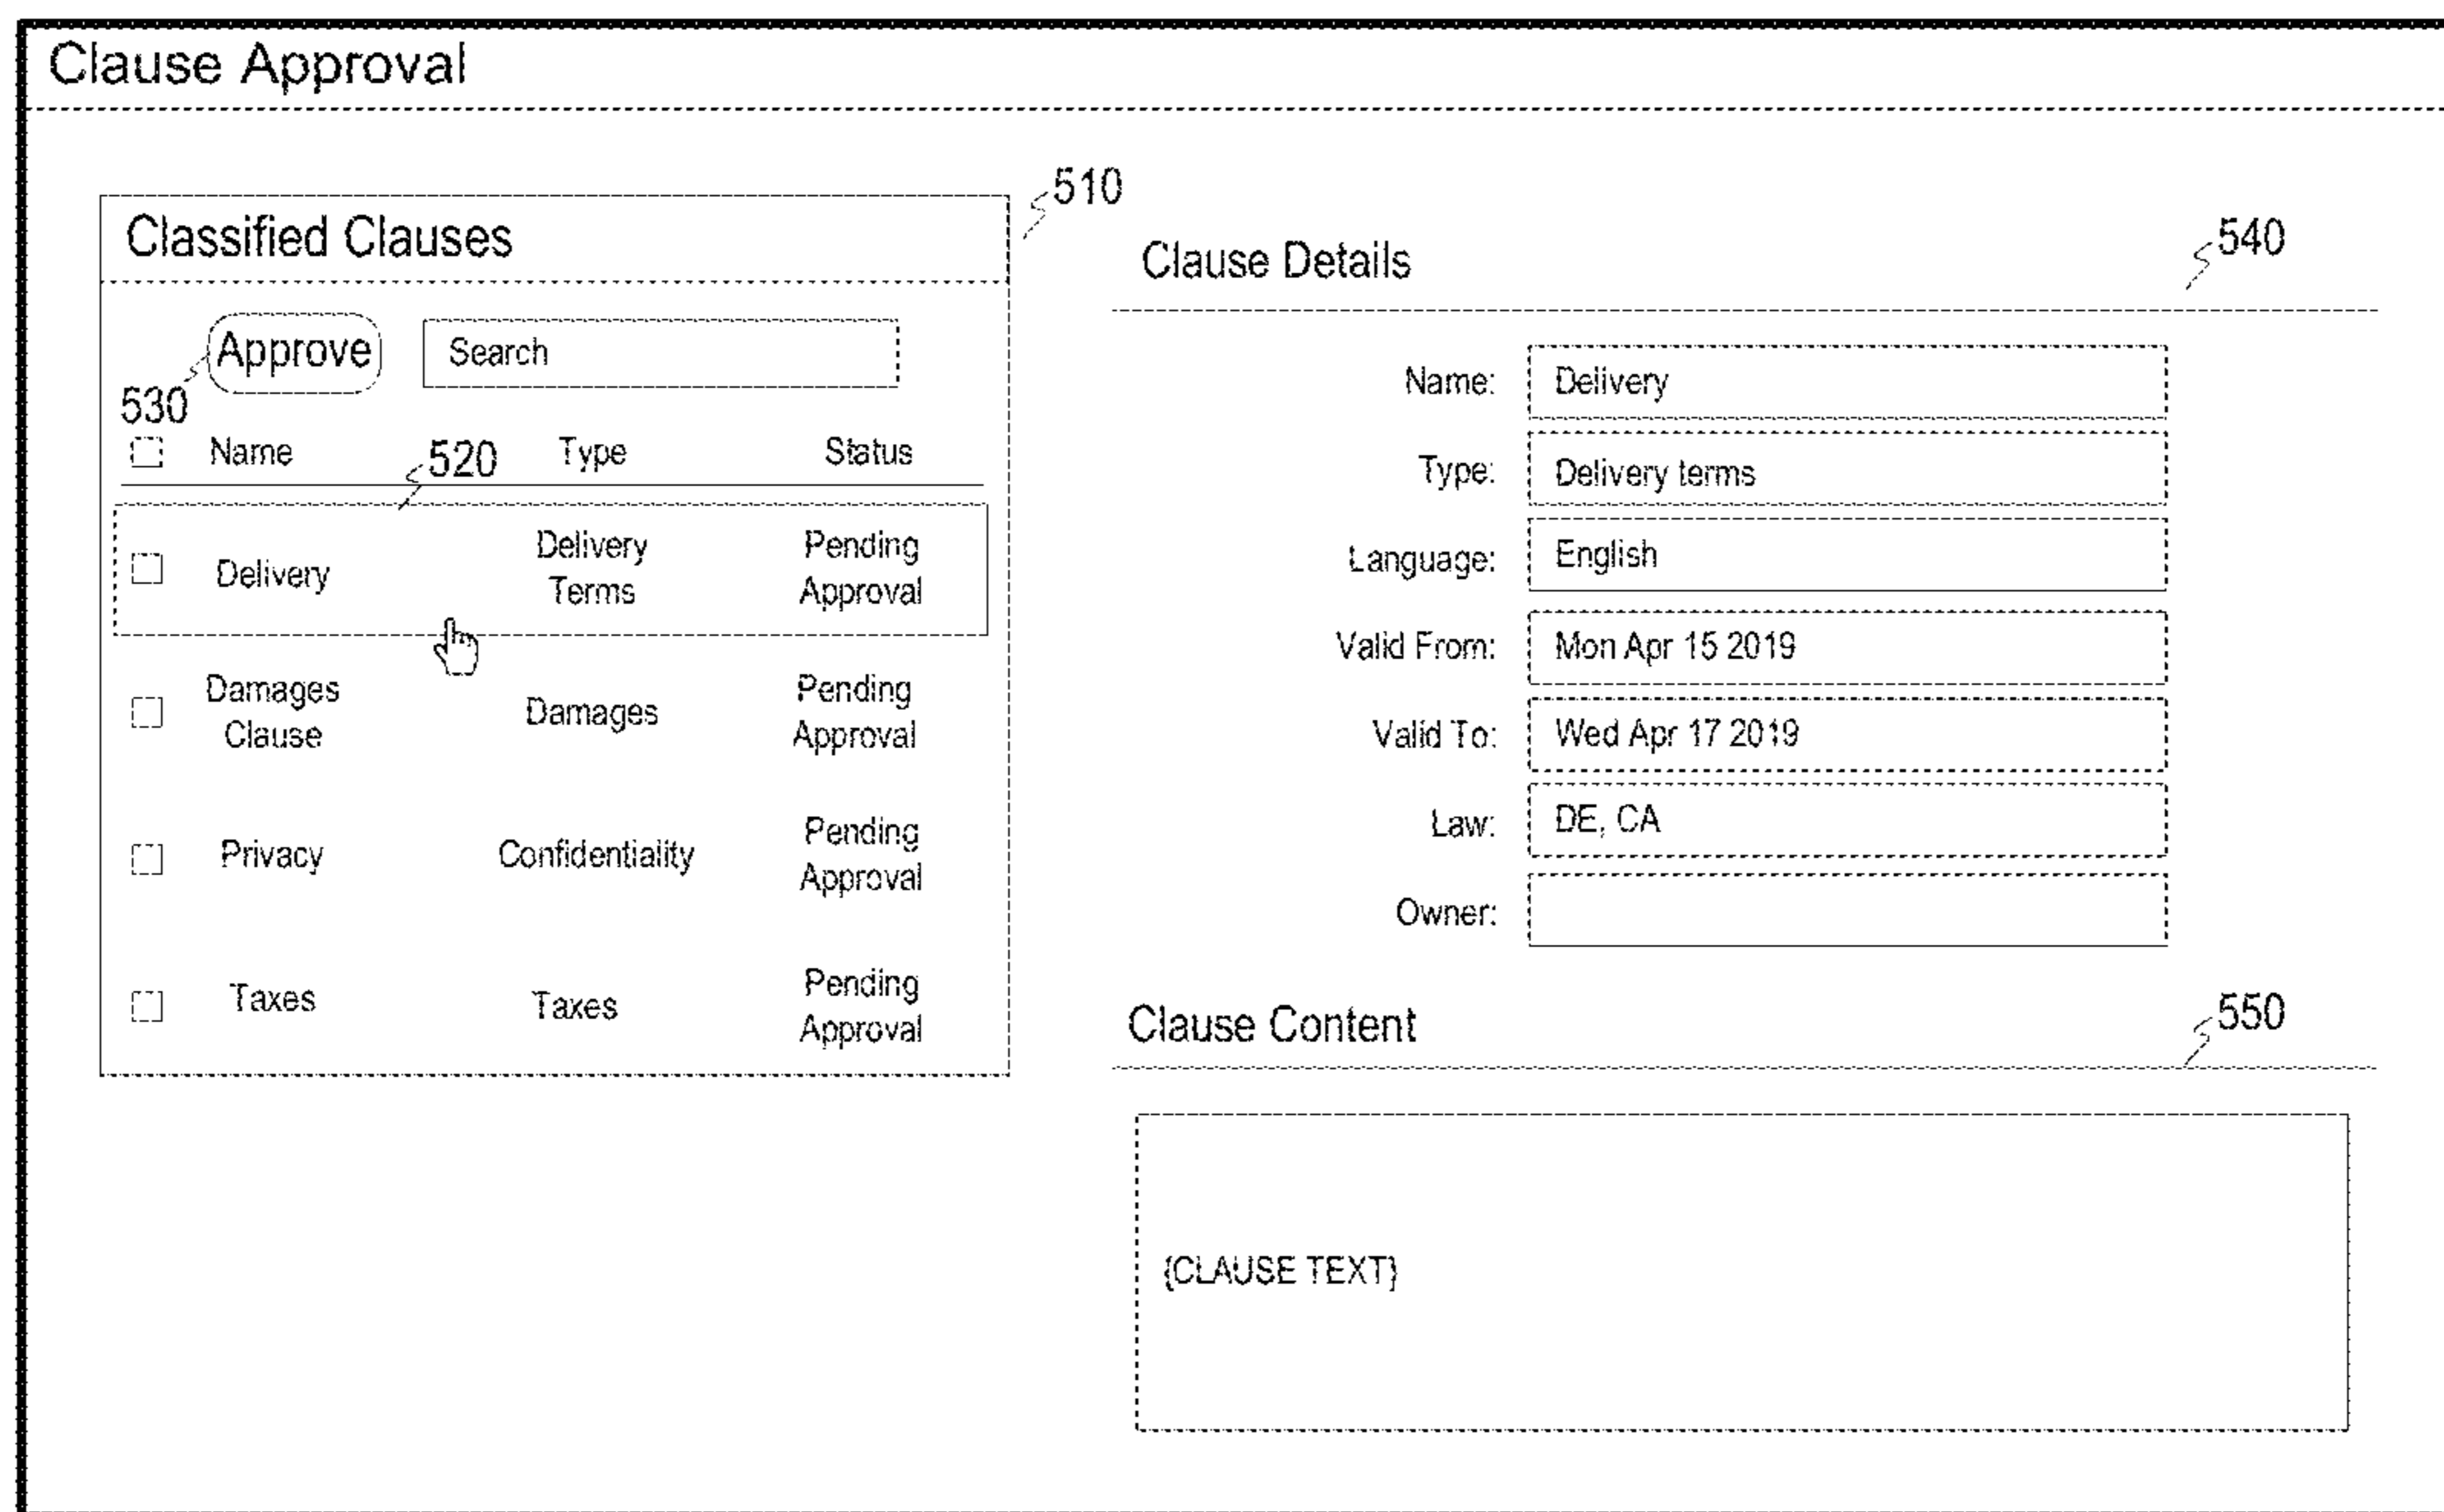 Clause Approval
510
Classified Clauses
Approve
Search
530
Name Type Status
520
Delivery Delivery Terms Pending Approval
Damages Clause Damages Pending Approval
Privacy Confidentiality Pending Approval
Taxes Taxes Pending Approval
Clause Details
540
Name: Delivery
Type: Delivery terms
Language: English
Valid From: Mon Apr 15 2019
Valid To: Wed Apr 17 2019
Law: DE, CA
Owner:
Clause Content
550
{CLAUSE TEXT}